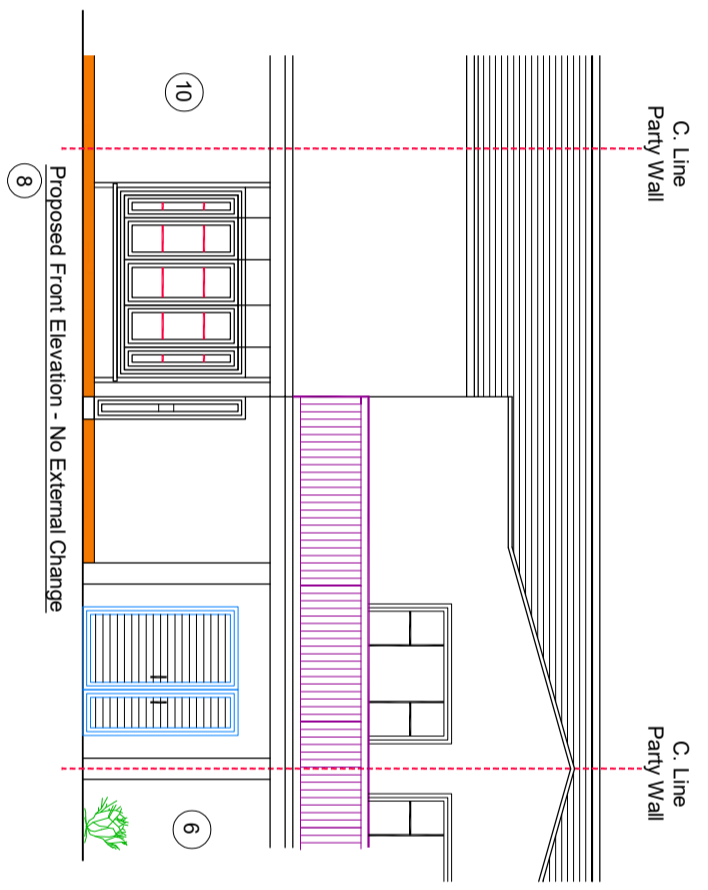 C. Line
Party Wall
C. Line
Party Wall
10
6
Proposed Front Elevation - No External Change
8